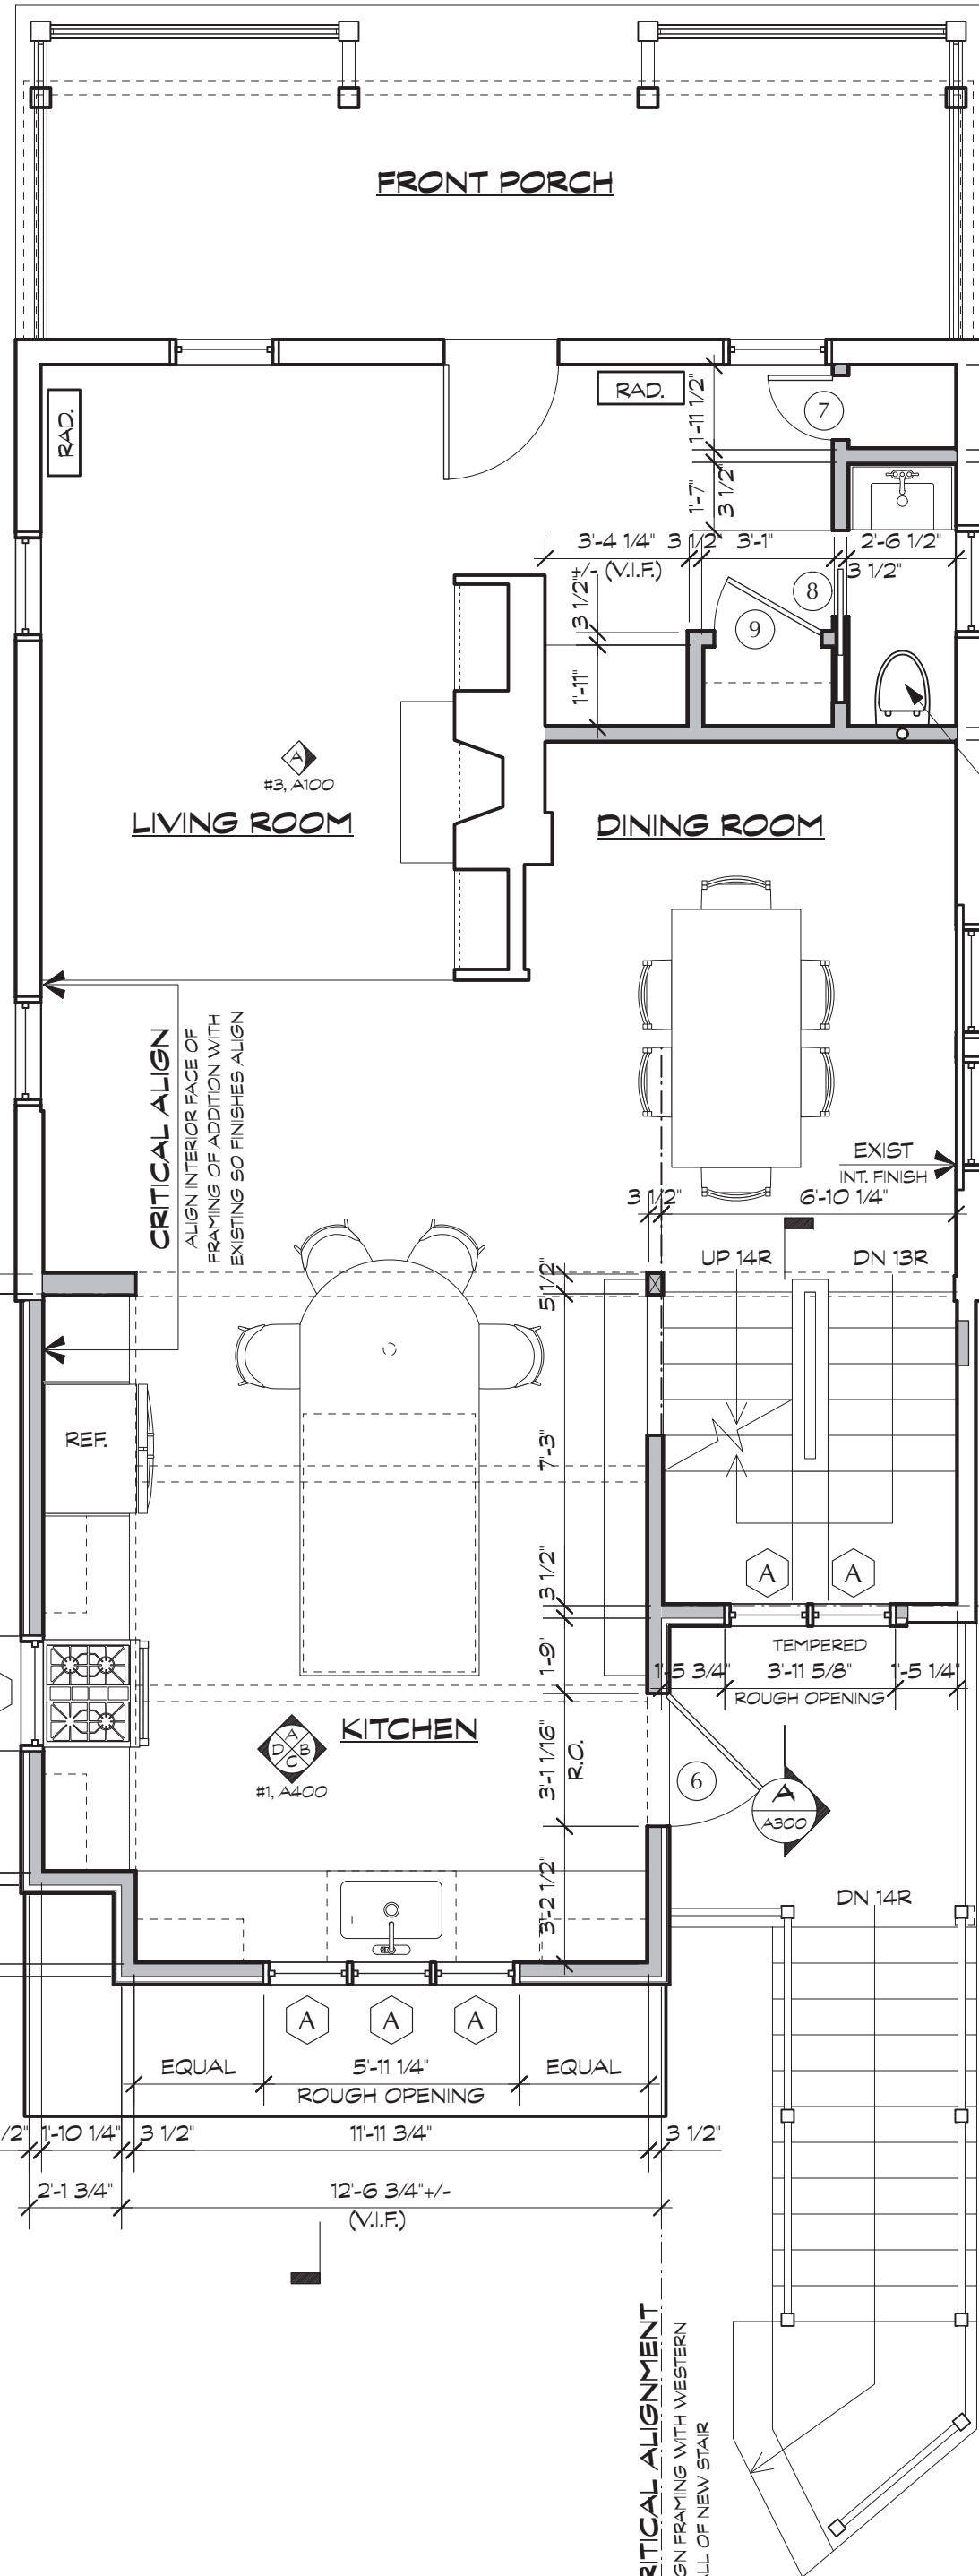 FRONT PORCH
RAD.
RAD.
1'-11 1/2"
7
1'-7"
3 1/2"
3'-4 1/4"
+/- (V.I.F.)
3 1/2"
3'-1"
2'-6 1/2"
3 1/2"
8
9
3 1/2"
1'-11"
A
#3, A100
LIVING ROOM
DINING ROOM
CRITICAL ALIGN
ALIGN INTERIOR FACE OF
FRAMING OF ADDITION WITH
EXISTING SO FINISHES ALIGN
EXIST
INT. FINISH
3 1/2"
6'-10 1/4"
UP 14R
DN 13R
5 1/2"
REF.
7'-3"
3 1/2"
A
A
TEMPERED
1'-5 3/4"
3'-11 5/8"
1'-5 1/4"
ROUGH OPENING
1'-9"
KITCHEN
A
D
B
C
#1, A400
3'-1 1/16"
R.O.
6
A
A300
3'-2 1/2"
DN 14R
A
A
A
EQUAL
5'-11 1/4"
EQUAL
ROUGH OPENING
/2"
1'-10 1/4"
3 1/2"
11'-11 3/4"
3 1/2"
2'-1 3/4"
12'-6 3/4"+/-
(V.I.F.)
RITICAL ALIGNMENT
GN FRAMING WITH WESTERN
ALL OF NEW STAIR